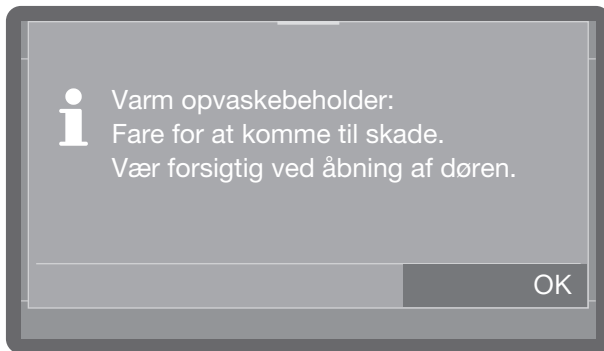 Varm opvaskebeholder:
Fare for at komme til skade.
Vær forsigtig ved åbning af døren.
OK